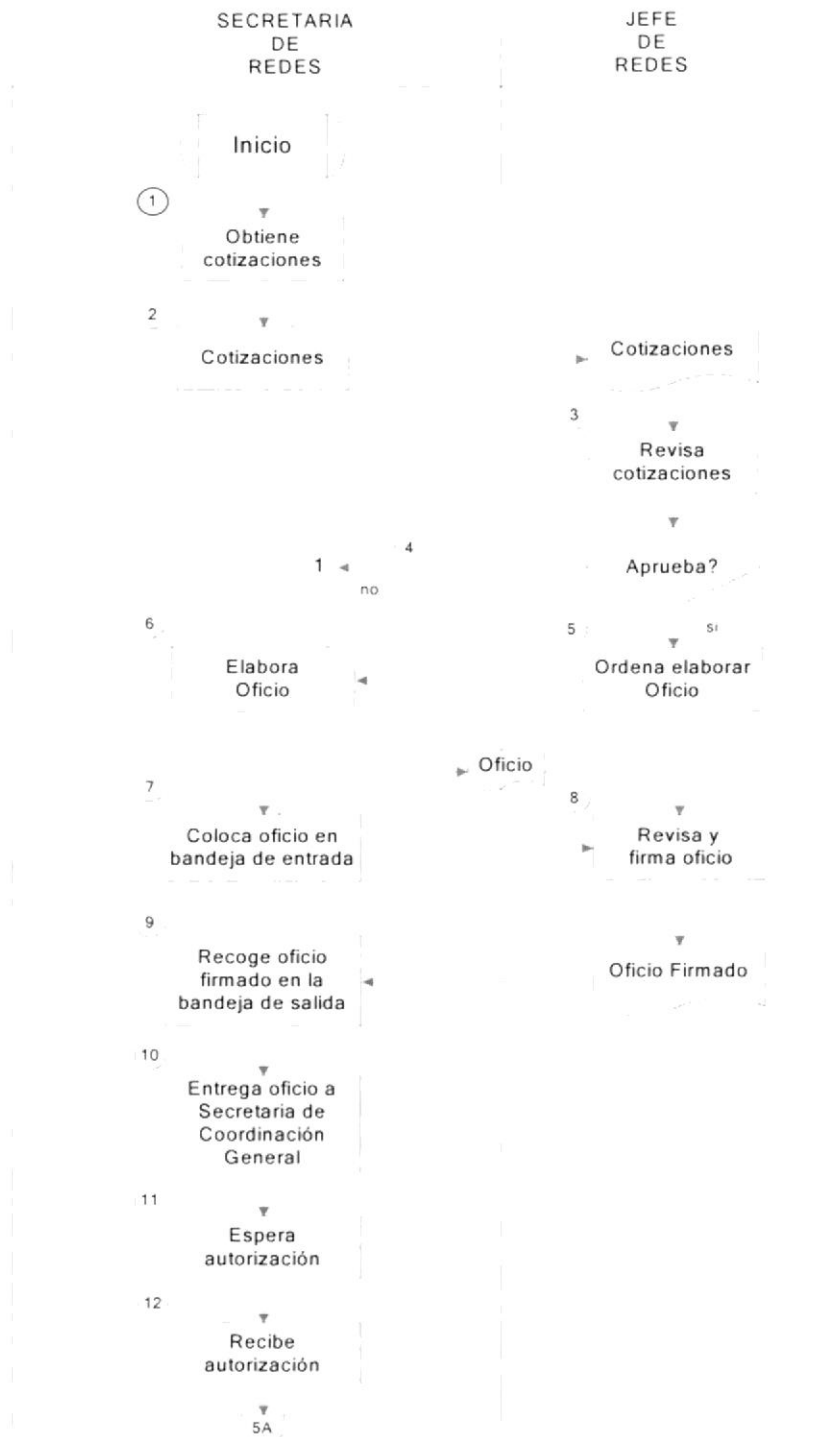 SECRETARIA
DE
REDES
JEFE
DE
REDES
Inicio
1
Obtiene
cotizaciones
2
Cotizaciones
Cotizaciones
3
Revisa
cotizaciones
4
1
no
Aprueba?
6
5
si
Elabora
Oficio
Ordena elaborar
Oficio
Oficio
7
8
Coloca oficio en
bandeja de entrada
Revisa y
firma oficio
9
Recoge oficio
firmado en la
bandeja de salida
Oficio Firmado
10
Entrega oficio a
Secretaria de
Coordinación
General
11
Espera
autorización
12
Recibe
autorización
5A